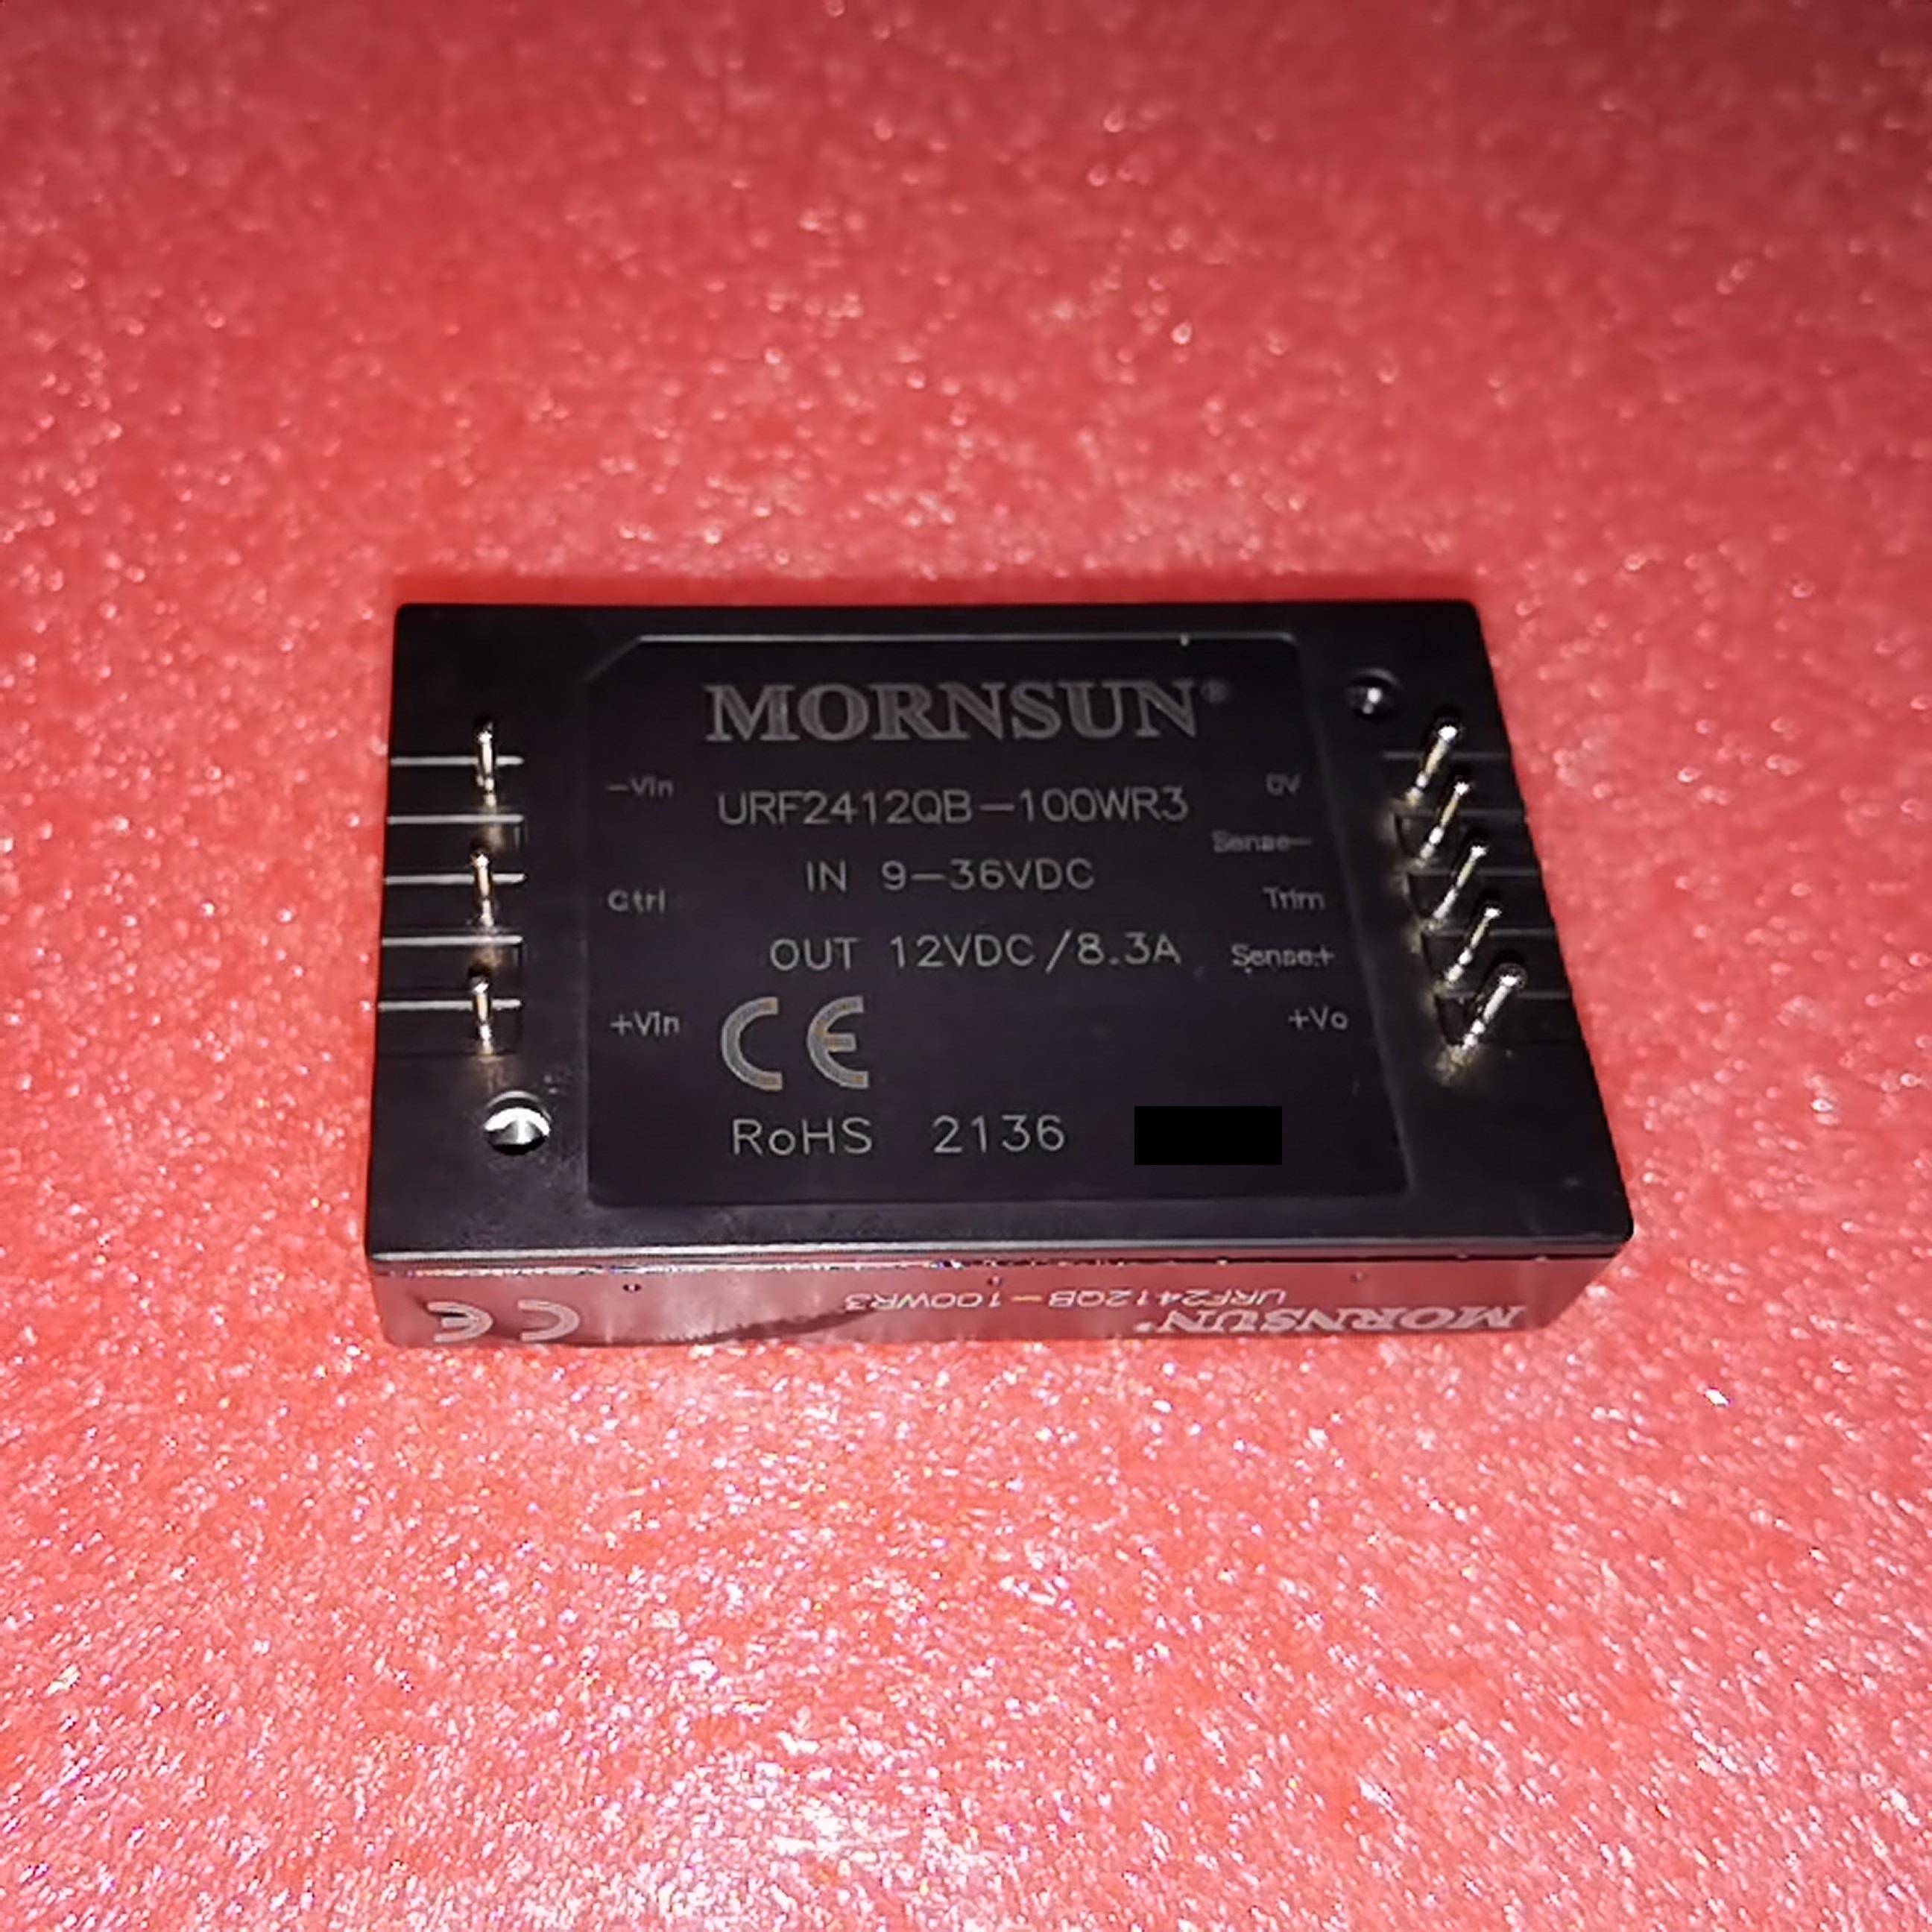 MORNSUN®
-Vin
URF2412QB-100WR3
0V
Sense-
IN 9-36VDC
Ctrl
Trim
OUT 12VDC/8.3A
Sense+
+Vin
CE
+Vo
RoHS 2136
URF2412QB-100WR3
MORNSUN®
CE